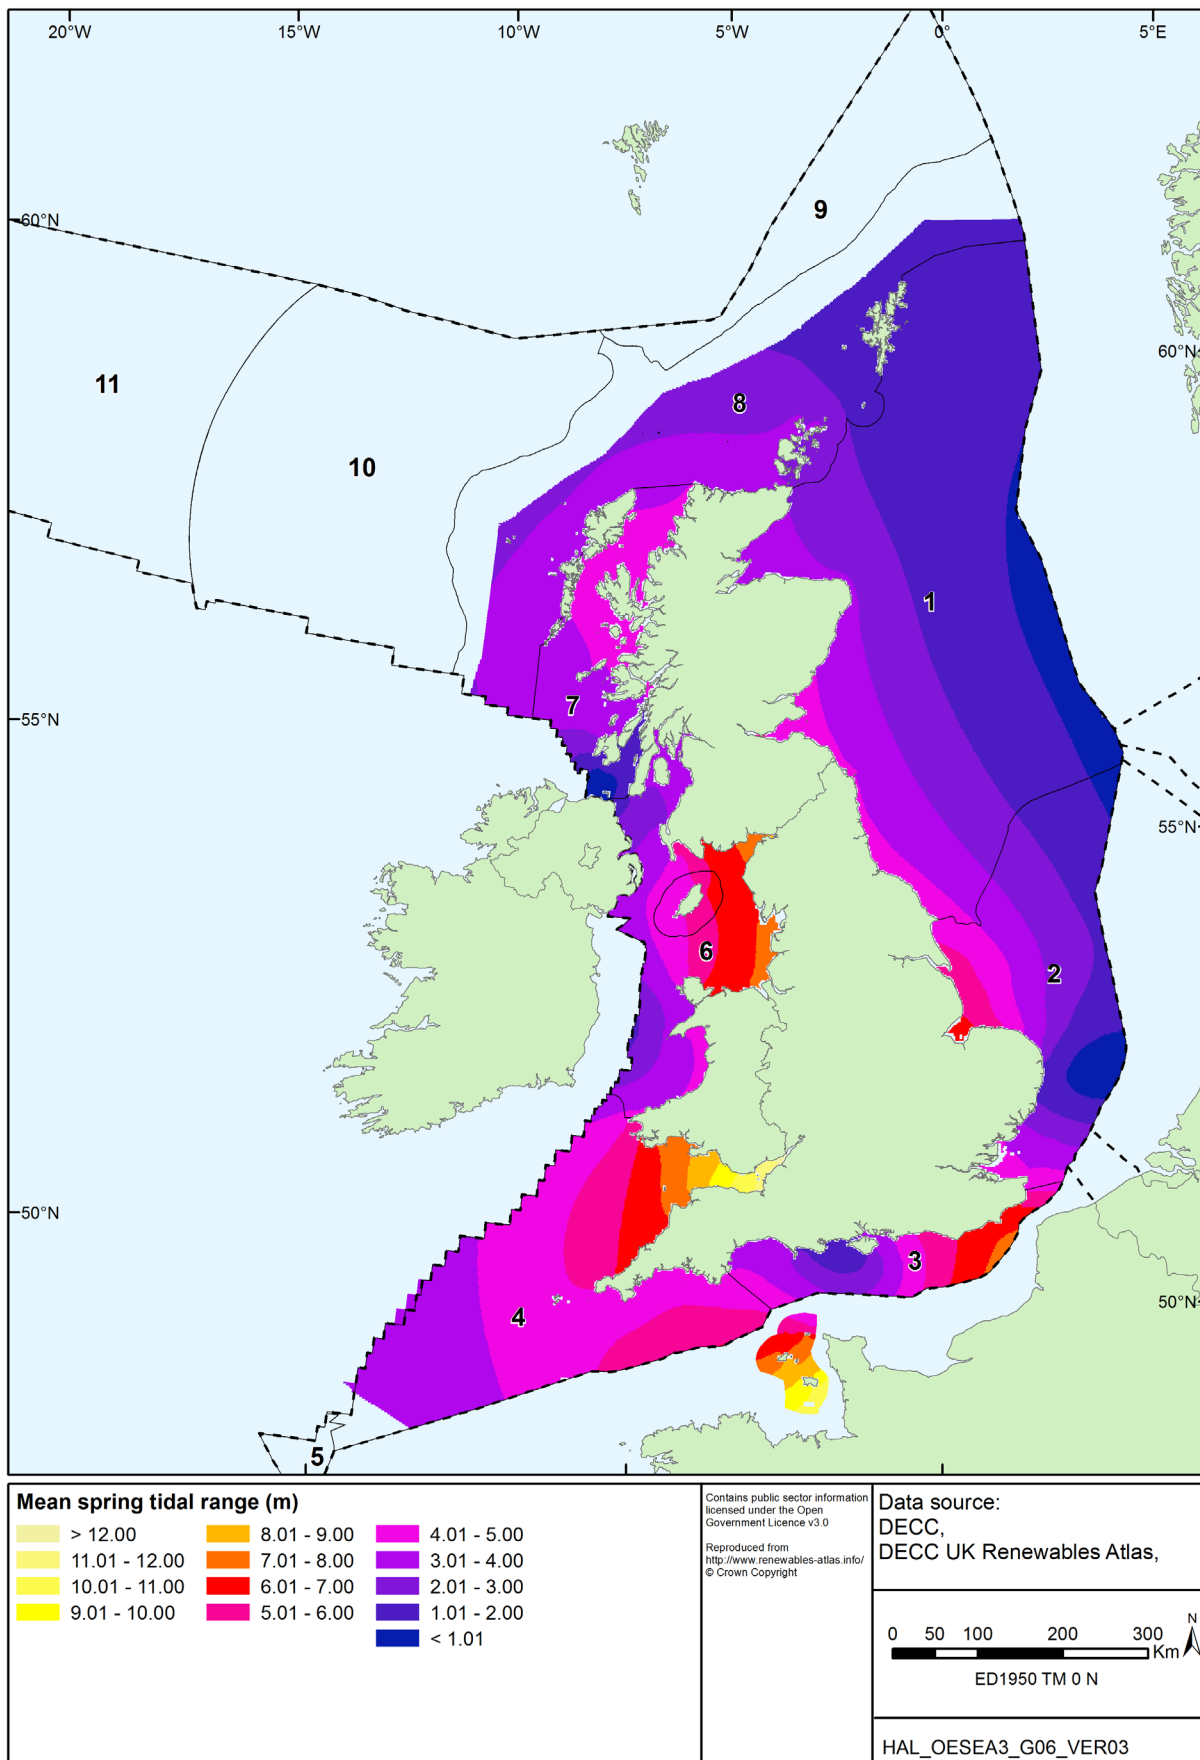 20°W
15°W
10°W
5°W
0°
5°E
9
60°N
60°N
11
8
10
1
7
55°N
55°N
6
2
50°N
3
50°N
4
5
Mean spring tidal range (m)
> 12.00
11.01 - 12.00
10.01 - 11.00
9.01 - 10.00
8.01 - 9.00
7.01 - 8.00
6.01 - 7.00
5.01 - 6.00
4.01 - 5.00
3.01 - 4.00
2.01 - 3.00
1.01 - 2.00
< 1.01
Contains public sector information
licensed under the Open
Government Licence v3.0
Reproduced from
http://www.renewables-atlas.info/
© Crown Copyright
Data source:
DECC,
DECC UK Renewables Atlas,
0 50 100 200 300
Km
N
ED1950 TM 0 N
HAL_OESEA3_G06_VER03